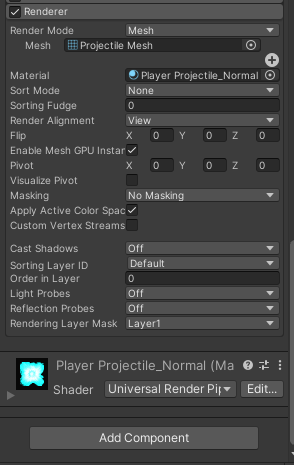 Renderer
Render Mode Mesh
Mesh Projectile Mesh
Material Player Projectile_Normal
Sort Mode None
Sorting Fudge 0
Render Alignment View
Flip X 0 Y 0 Z 0
Enable Mesh GPU Instar
Pivot X 0 Y 0 Z 0
Visualize Pivot
Masking No Masking
Apply Active Color Spac
Custom Vertex Streams
Cast Shadows Off
Sorting Layer ID Default
Order in Layer 0
Light Probes Off
Reflection Probes Off
Rendering Layer Mask Layer1
Player Projectile_Normal (Ma
Shader Universal Render Pip Edit...
Add Component